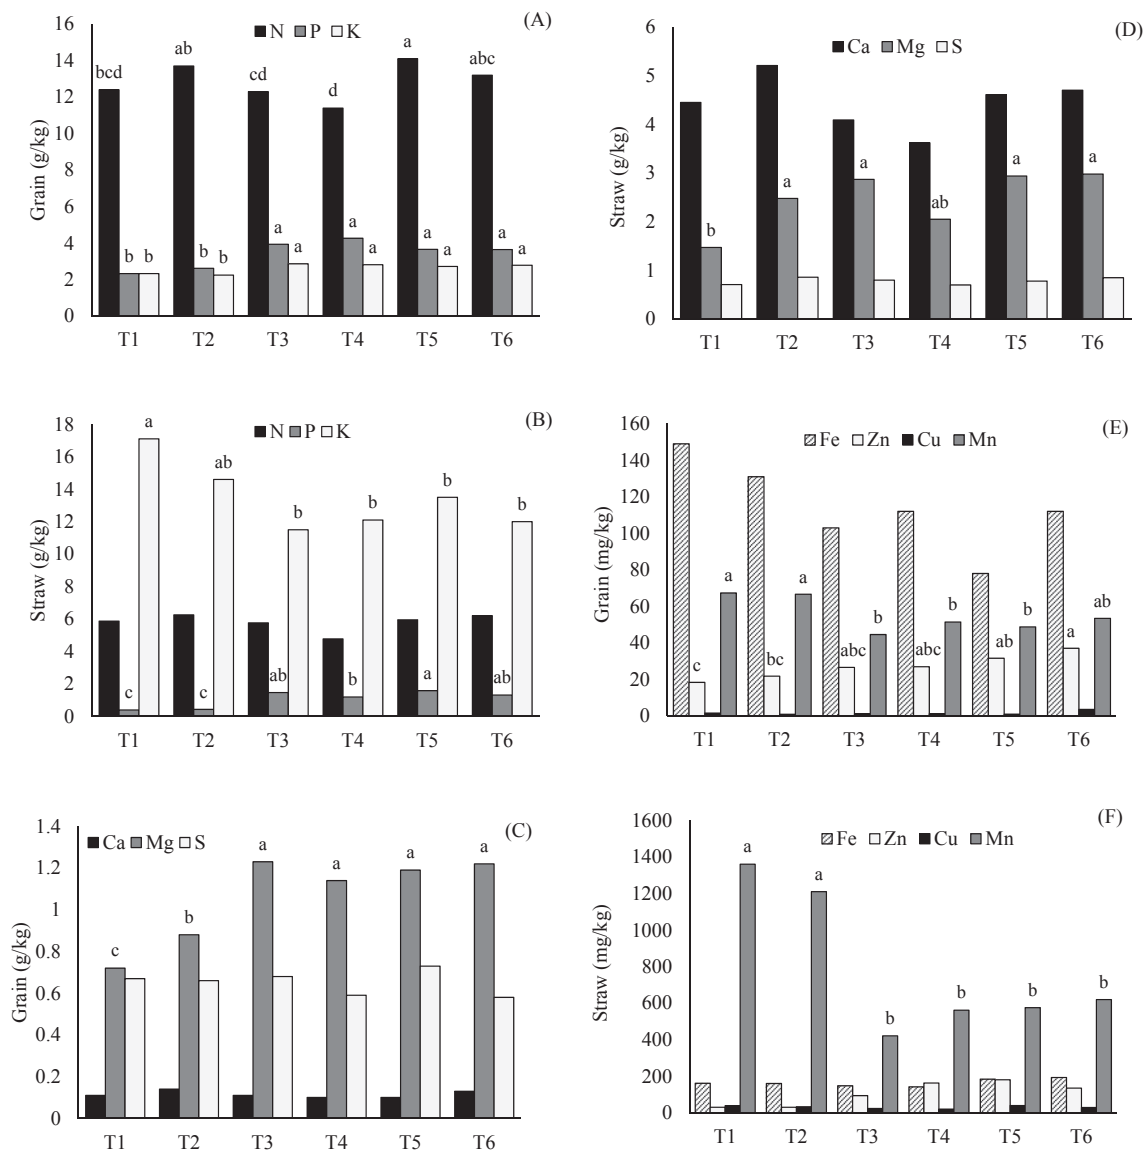 (A)
N P K
Grain (g/kg)
16
14
12
10
8
6
4
2
0
bcd ab cd d a abc
b b b b a a a a a a a a
T1 T2 T3 T4 T5 T6
(D)
Ca Mg S
Straw (g/kg)
6
5
4
3
2
1
0
b a a ab a a
T1 T2 T3 T4 T5 T6
(B)
N P K
Straw (g/kg)
18
16
14
12
10
8
6
4
2
0
a ab b b b b
c c ab b a ab
T1 T2 T3 T4 T5 T6
(E)
Fe Zn Cu Mn
Grain (mg/kg)
160
140
120
100
80
60
40
20
0
a a b b b ab
c bc abc abc ab a
T1 T2 T3 T4 T5 T6
(C)
Ca Mg S
Grain (g/kg)
1.4
1.2
1
0.8
0.6
0.4
0.2
0
c b a a a a
T1 T2 T3 T4 T5 T6
(F)
Fe Zn Cu Mn
Straw (mg/kg)
1600
1400
1200
1000
800
600
400
200
0
a a b b b b
T1 T2 T3 T4 T5 T6